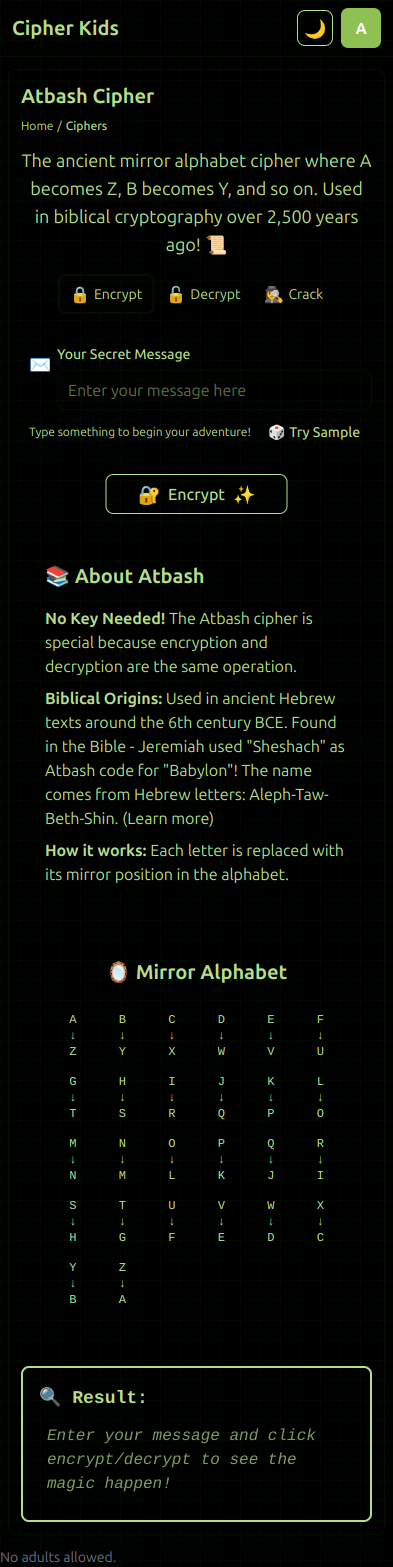 Cipher Kids
A
Atbash Cipher
Home / Ciphers
The ancient mirror alphabet cipher where A
becomes Z, B becomes Y, and so on. Used
in biblical cryptography over 2,500 years
ago! 📜
🔒 Encrypt 🔓 Decrypt 🕵️ Crack
Your Secret Message
✉️ Enter your message here
Type something to begin your adventure! 🎲 Try Sample
🔐 Encrypt ✨
📚 About Atbash
No Key Needed! The Atbash cipher is
special because encryption and
decryption are the same operation.
Biblical Origins: Used in ancient Hebrew
texts around the 6th century BCE. Found
in the Bible - Jeremiah used "Sheshach" as
Atbash code for "Babylon"! The name
comes from Hebrew letters: Aleph-Taw-
Beth-Shin. (Learn more)
How it works: Each letter is replaced with
its mirror position in the alphabet.
🪞 Mirror Alphabet
A B C D E F
↓ ↓ ↓ ↓ ↓ ↓
Z Y X W V U
G H I J K L
↓ ↓ ↓ ↓ ↓ ↓
T S R Q P O
M N O P Q R
↓ ↓ ↓ ↓ ↓ ↓
N M L K J I
S T U V W X
↓ ↓ ↓ ↓ ↓ ↓
H G F E D C
Y Z
↓ ↓
B A
🔍 Result:
Enter your message and click
encrypt/decrypt to see the
magic happen!
No adults allowed.